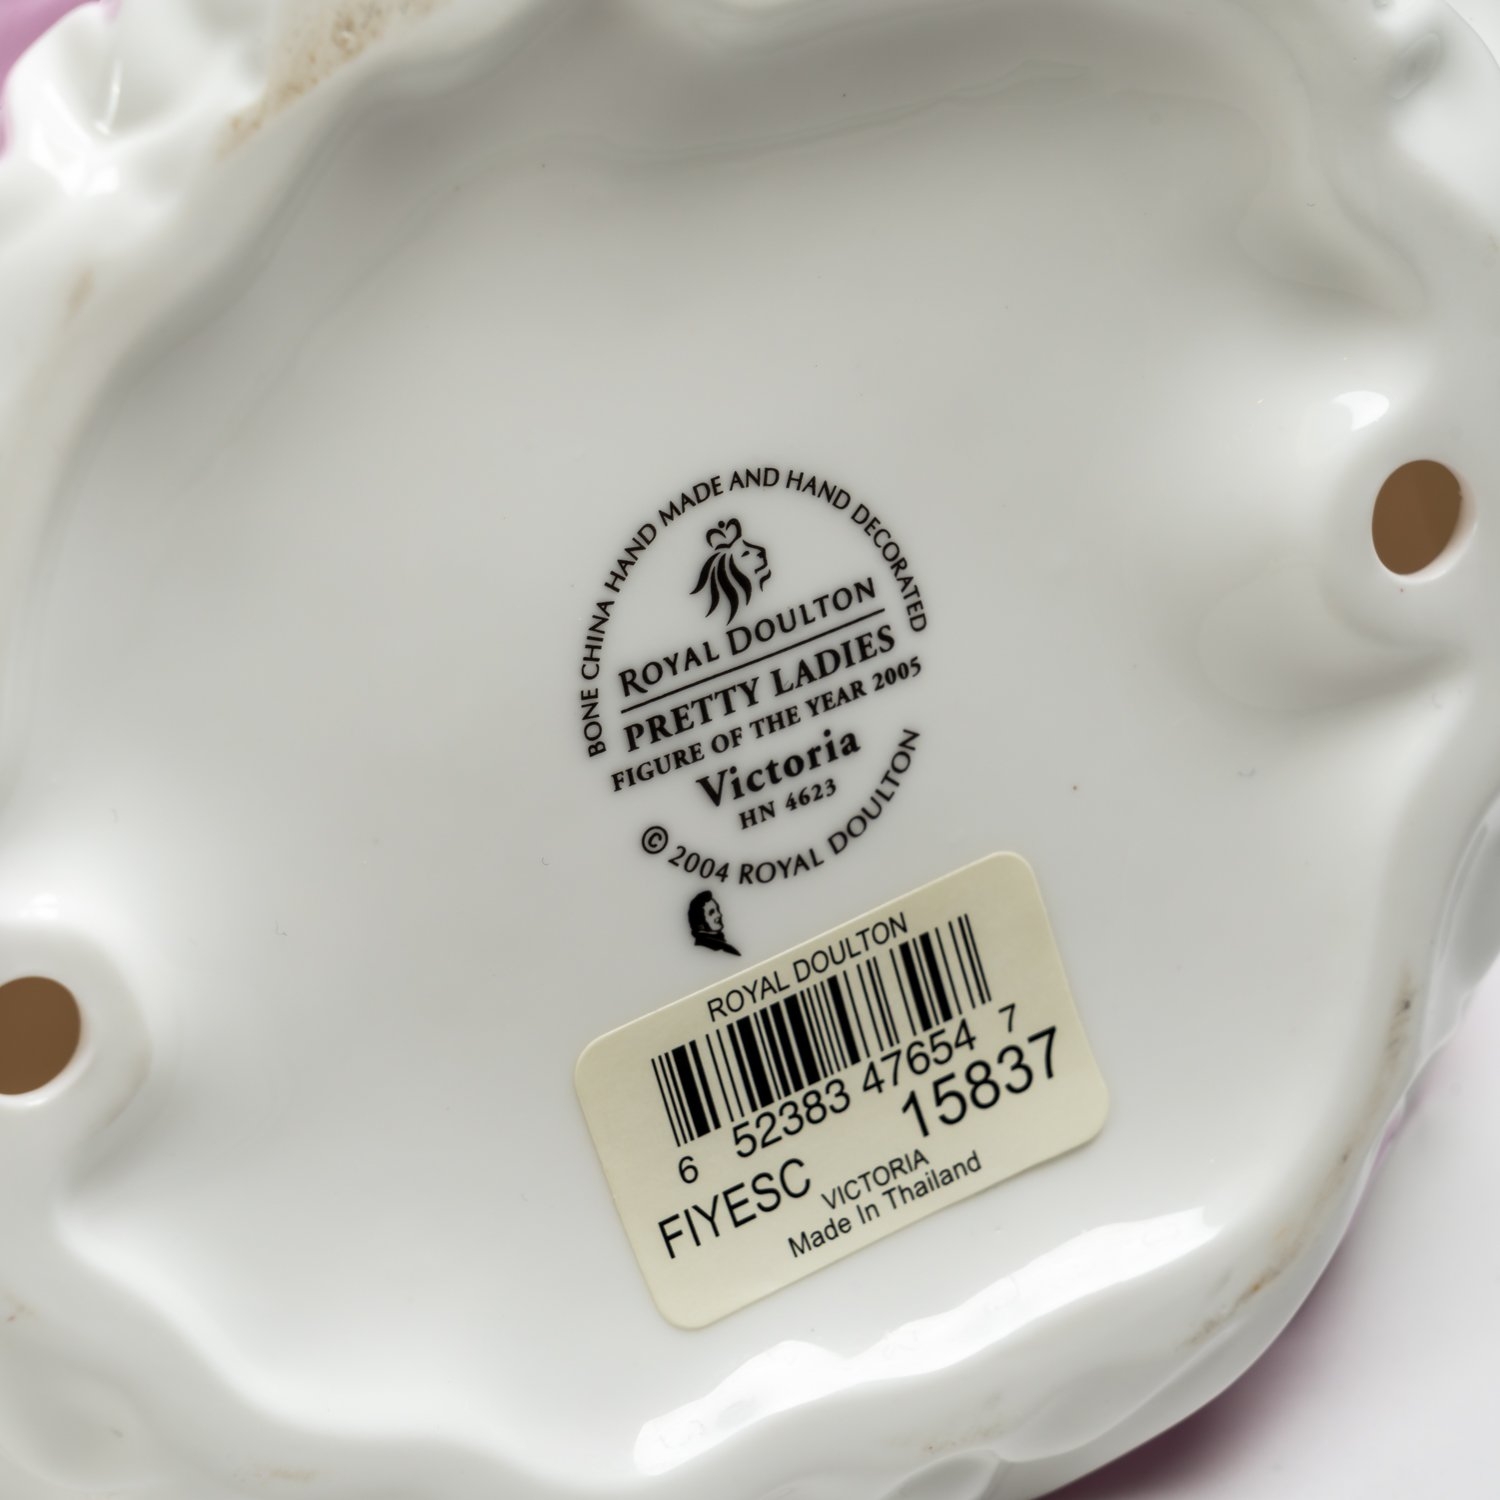 BONE CHINA HAND MADE AND HAND DECORATED
ROYAL DOULTON
PRETTY LADIES
FIGURE OF THE YEAR 2005
Victoria
HN 4623
© 2004 ROYAL DOULTON
ROYAL DOULTON
6 52383 47654 7
15837
FIYESC
VICTORIA
Made In Thailand